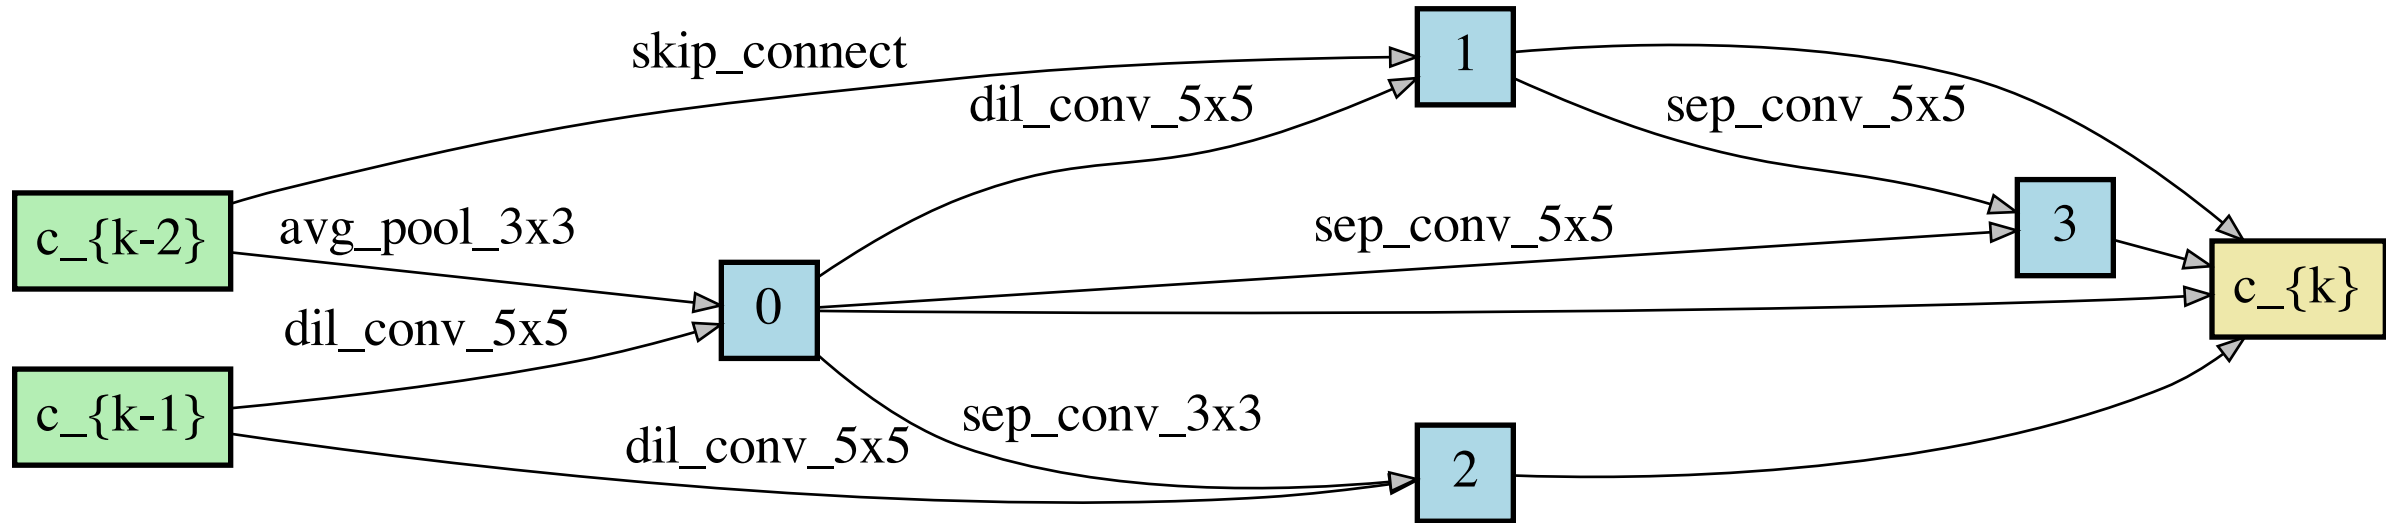 skip_connect
1
dil_conv_5x5
sep_conv_5x5
c_{k-2}
avg_pool_3x3
sep_conv_5x5
3
0
c_{k}
dil_conv_5x5
c_{k-1}
sep_conv_3x3
dil_conv_5x5
2